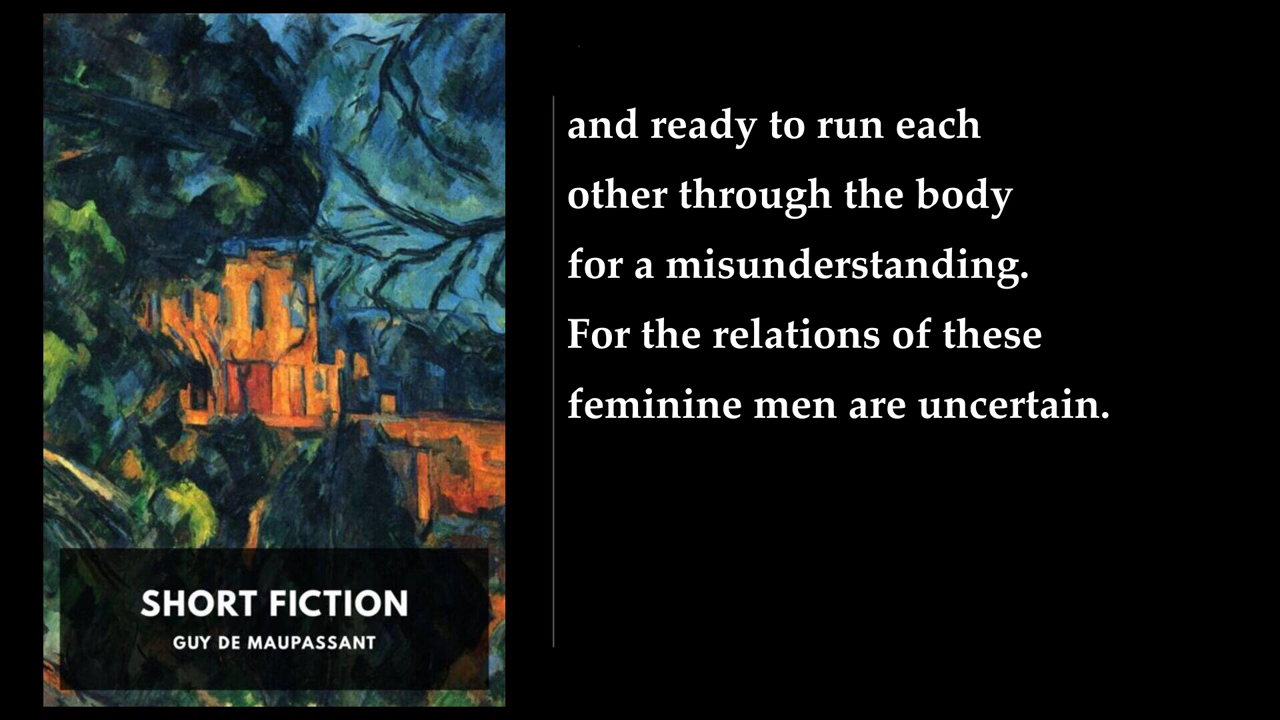 and ready to run each
other through the body
for a misunderstanding.
For the relations of these
feminine men are uncertain.
SHORT FICTION
GUY DE MAUPASSANT